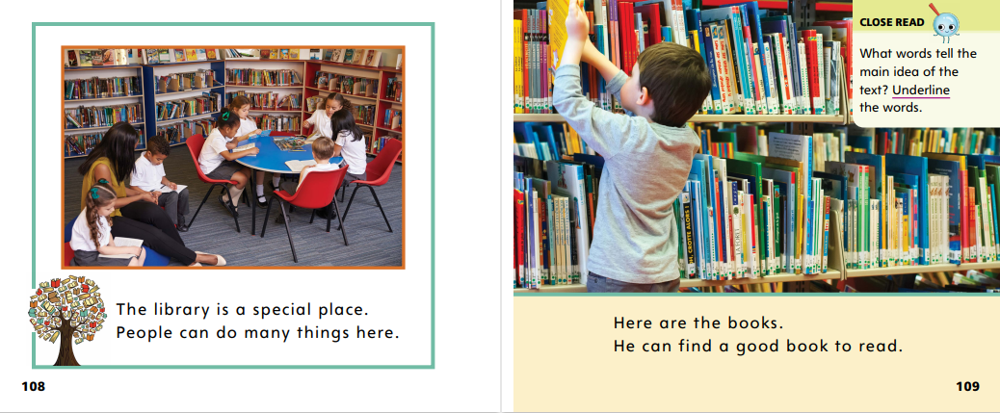 The library is a special place.
People can do many things here.
108
CLOSE READ
What words tell the
main idea of the
text? Underline
the words.
Here are the books.
He can find a good book to read.
109